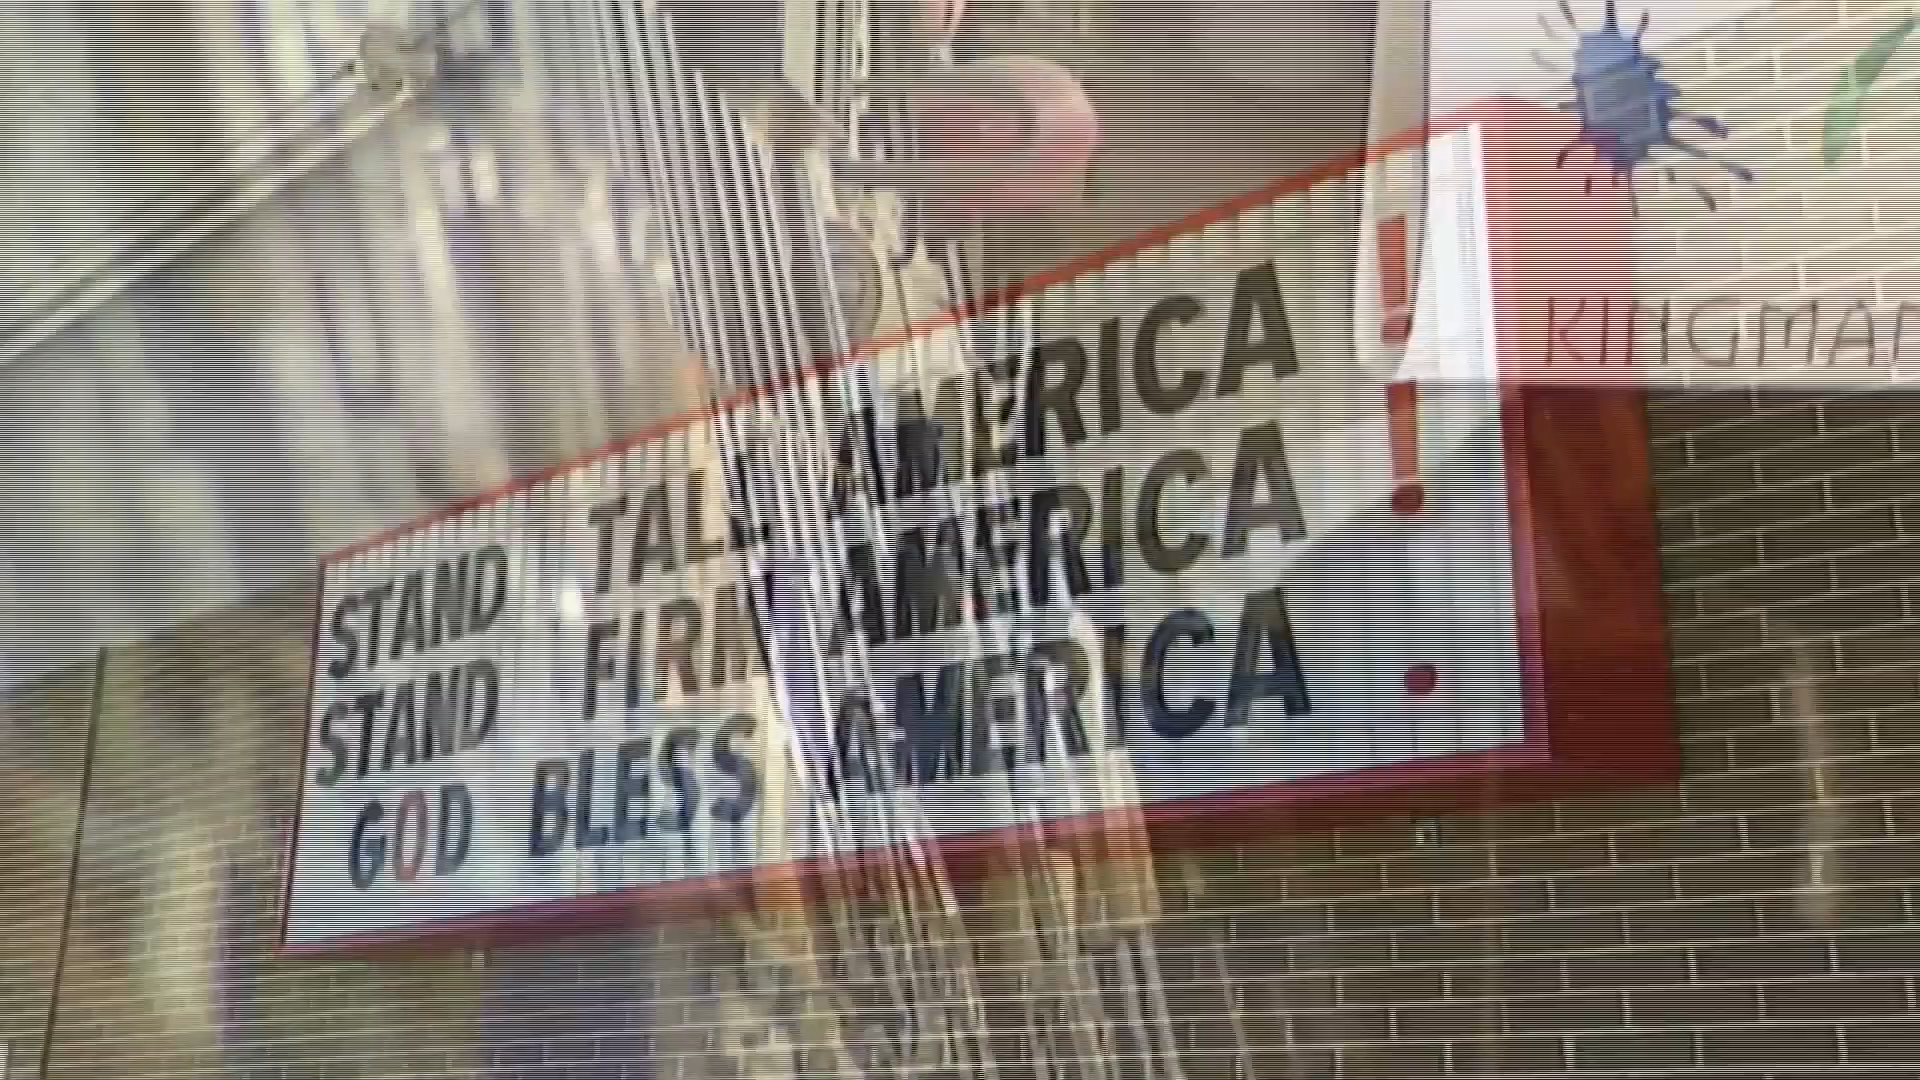 STAND TALL AMERICA !
STAND FIRM AMERICA !
GOD BLESS AMERICA .
KINGMAN